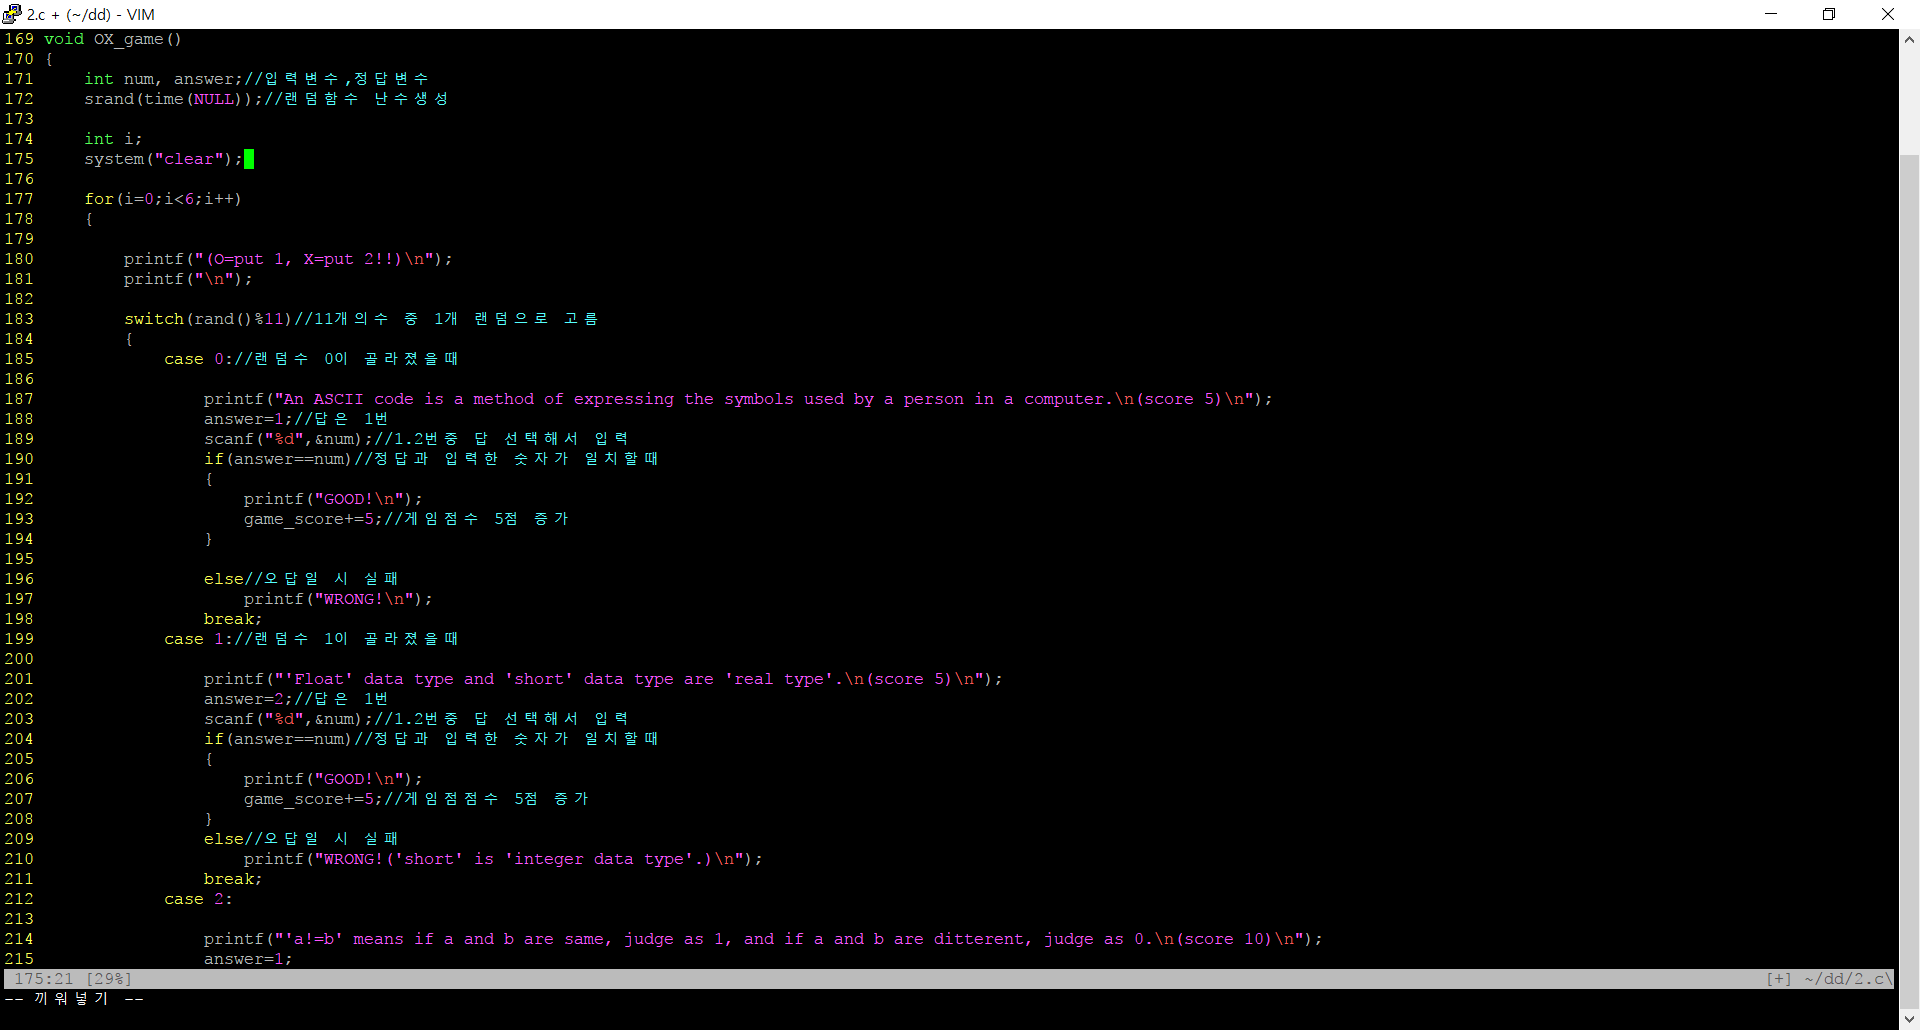 2.c + (~/dd) - VIM
169 void OX_game()
170 {
171     int num, answer;//입력변수,정답변수
172     srand(time(NULL));//랜덤함수 난수생성
173
174     int i;
175     system("clear");
176
177     for(i=0;i<6;i++)
178     {
179
180         printf("(O=put 1, X=put 2!!)\n");
181         printf("\n");
182
183         switch(rand()%11)//11개의수 중 1개 랜덤으로 고름
184         {
185             case 0://랜덤수 0이 골라졌을때
186
187                 printf("An ASCII code is a method of expressing the symbols used by a person in a computer.\n(score 5)\n");
188                 answer=1;//답은 1번
189                 scanf("%d",&num);//1.2번중 답 선택해서 입력
190                 if(answer==num)//정답과 입력한 숫자가 일치할때
191                 {
192                     printf("GOOD!\n");
193                     game_score+=5;//게임점수 5점 증가
194                 }
195
196                 else//오답일 시 실패
197                     printf("WRONG!\n");
198                 break;
199             case 1://랜덤수 1이 골라졌을때
200
201                 printf("'Float' data type and 'short' data type are 'real type'.\n(score 5)\n");
202                 answer=2;//답은 1번
203                 scanf("%d",&num);//1.2번중 답 선택해서 입력
204                 if(answer==num)//정답과 입력한 숫자가 일치할때
205                 {
206                     printf("GOOD!\n");
207                     game_score+=5;//게임점점수 5점 증가
208                 }
209                 else//오답일 시 실패
210                     printf("WRONG!('short' is 'integer data type'.)\n");
211                 break;
212             case 2:
213
214                 printf("'a!=b' means if a and b are same, judge as 1, and if a and b are ditterent, judge as 0.\n(score 10)\n");
215                 answer=1;
175:21 [29%] [+] ~/dd/2.c\
-- 끼워넣기 --